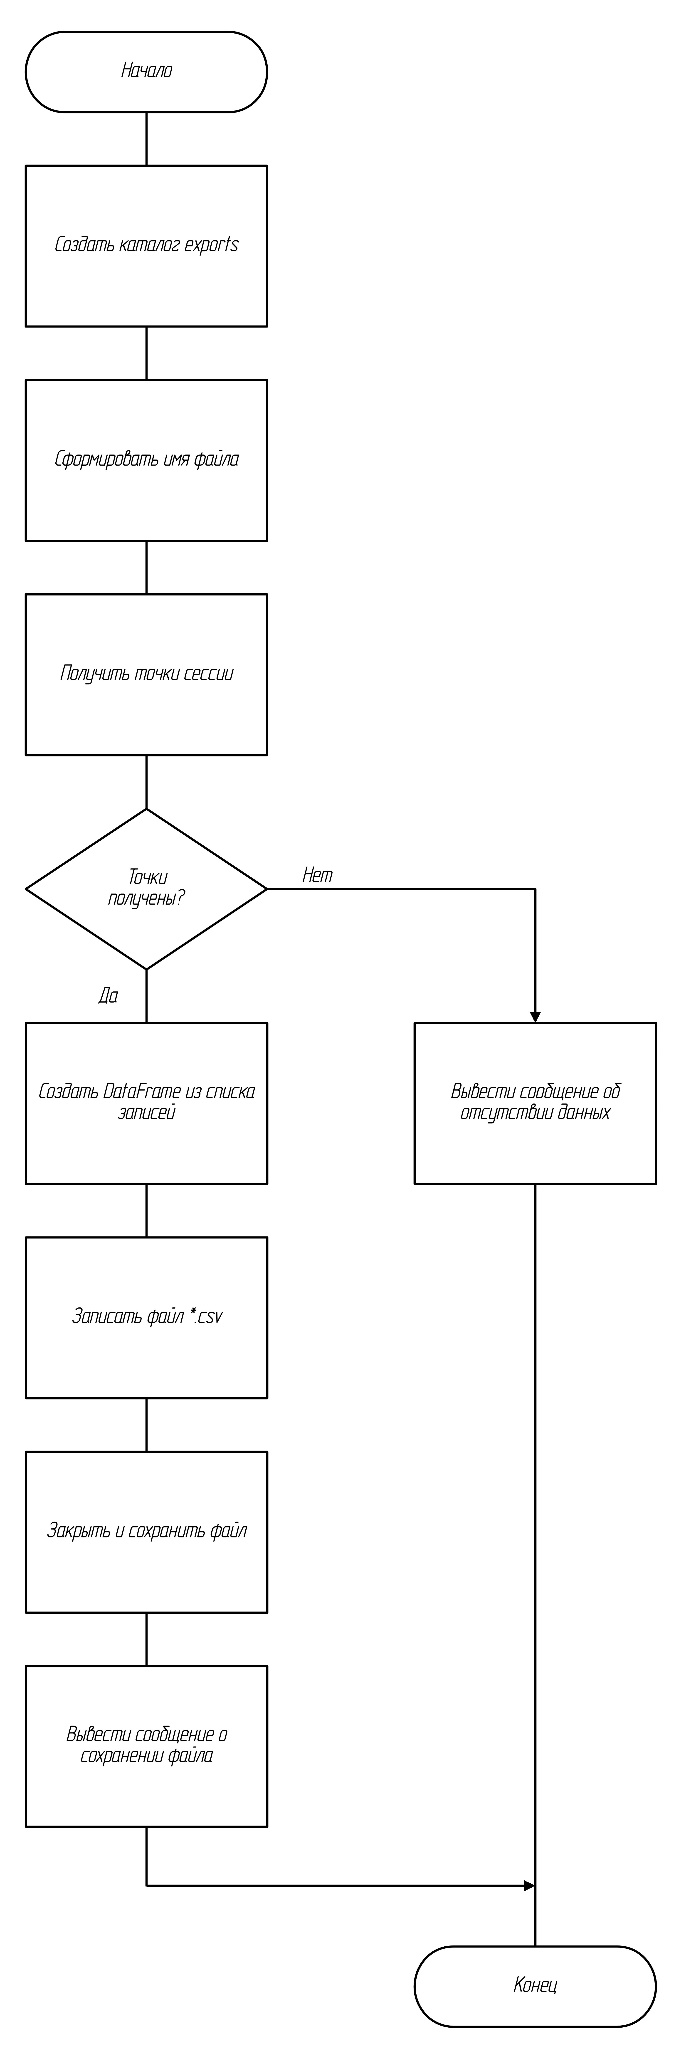 Начало
Создать каталог exports
Сформировать имя файла
Получить точки сессии
Точки
получены?
Нет
Да
Создать DataFrame из списка
записей
Вывести сообщение об
отсутствии данных
Записать файл *.csv
Закрыть и сохранить файл
Вывести сообщение о
сохранении файла
Конец